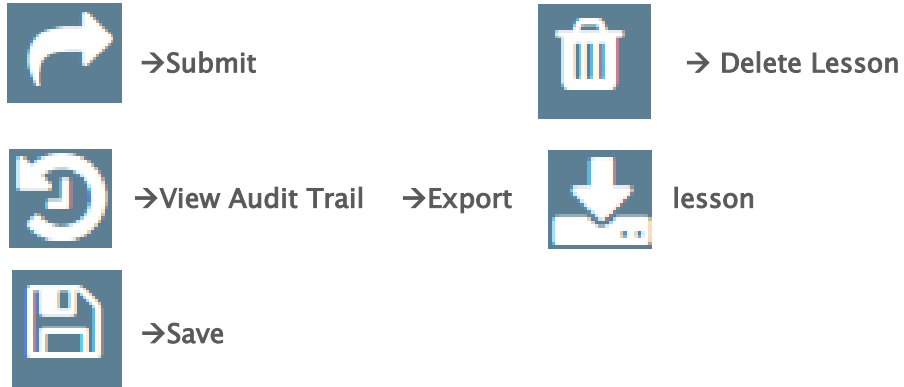 →Submit
→ Delete Lesson
→View Audit Trail →Export lesson
→Save